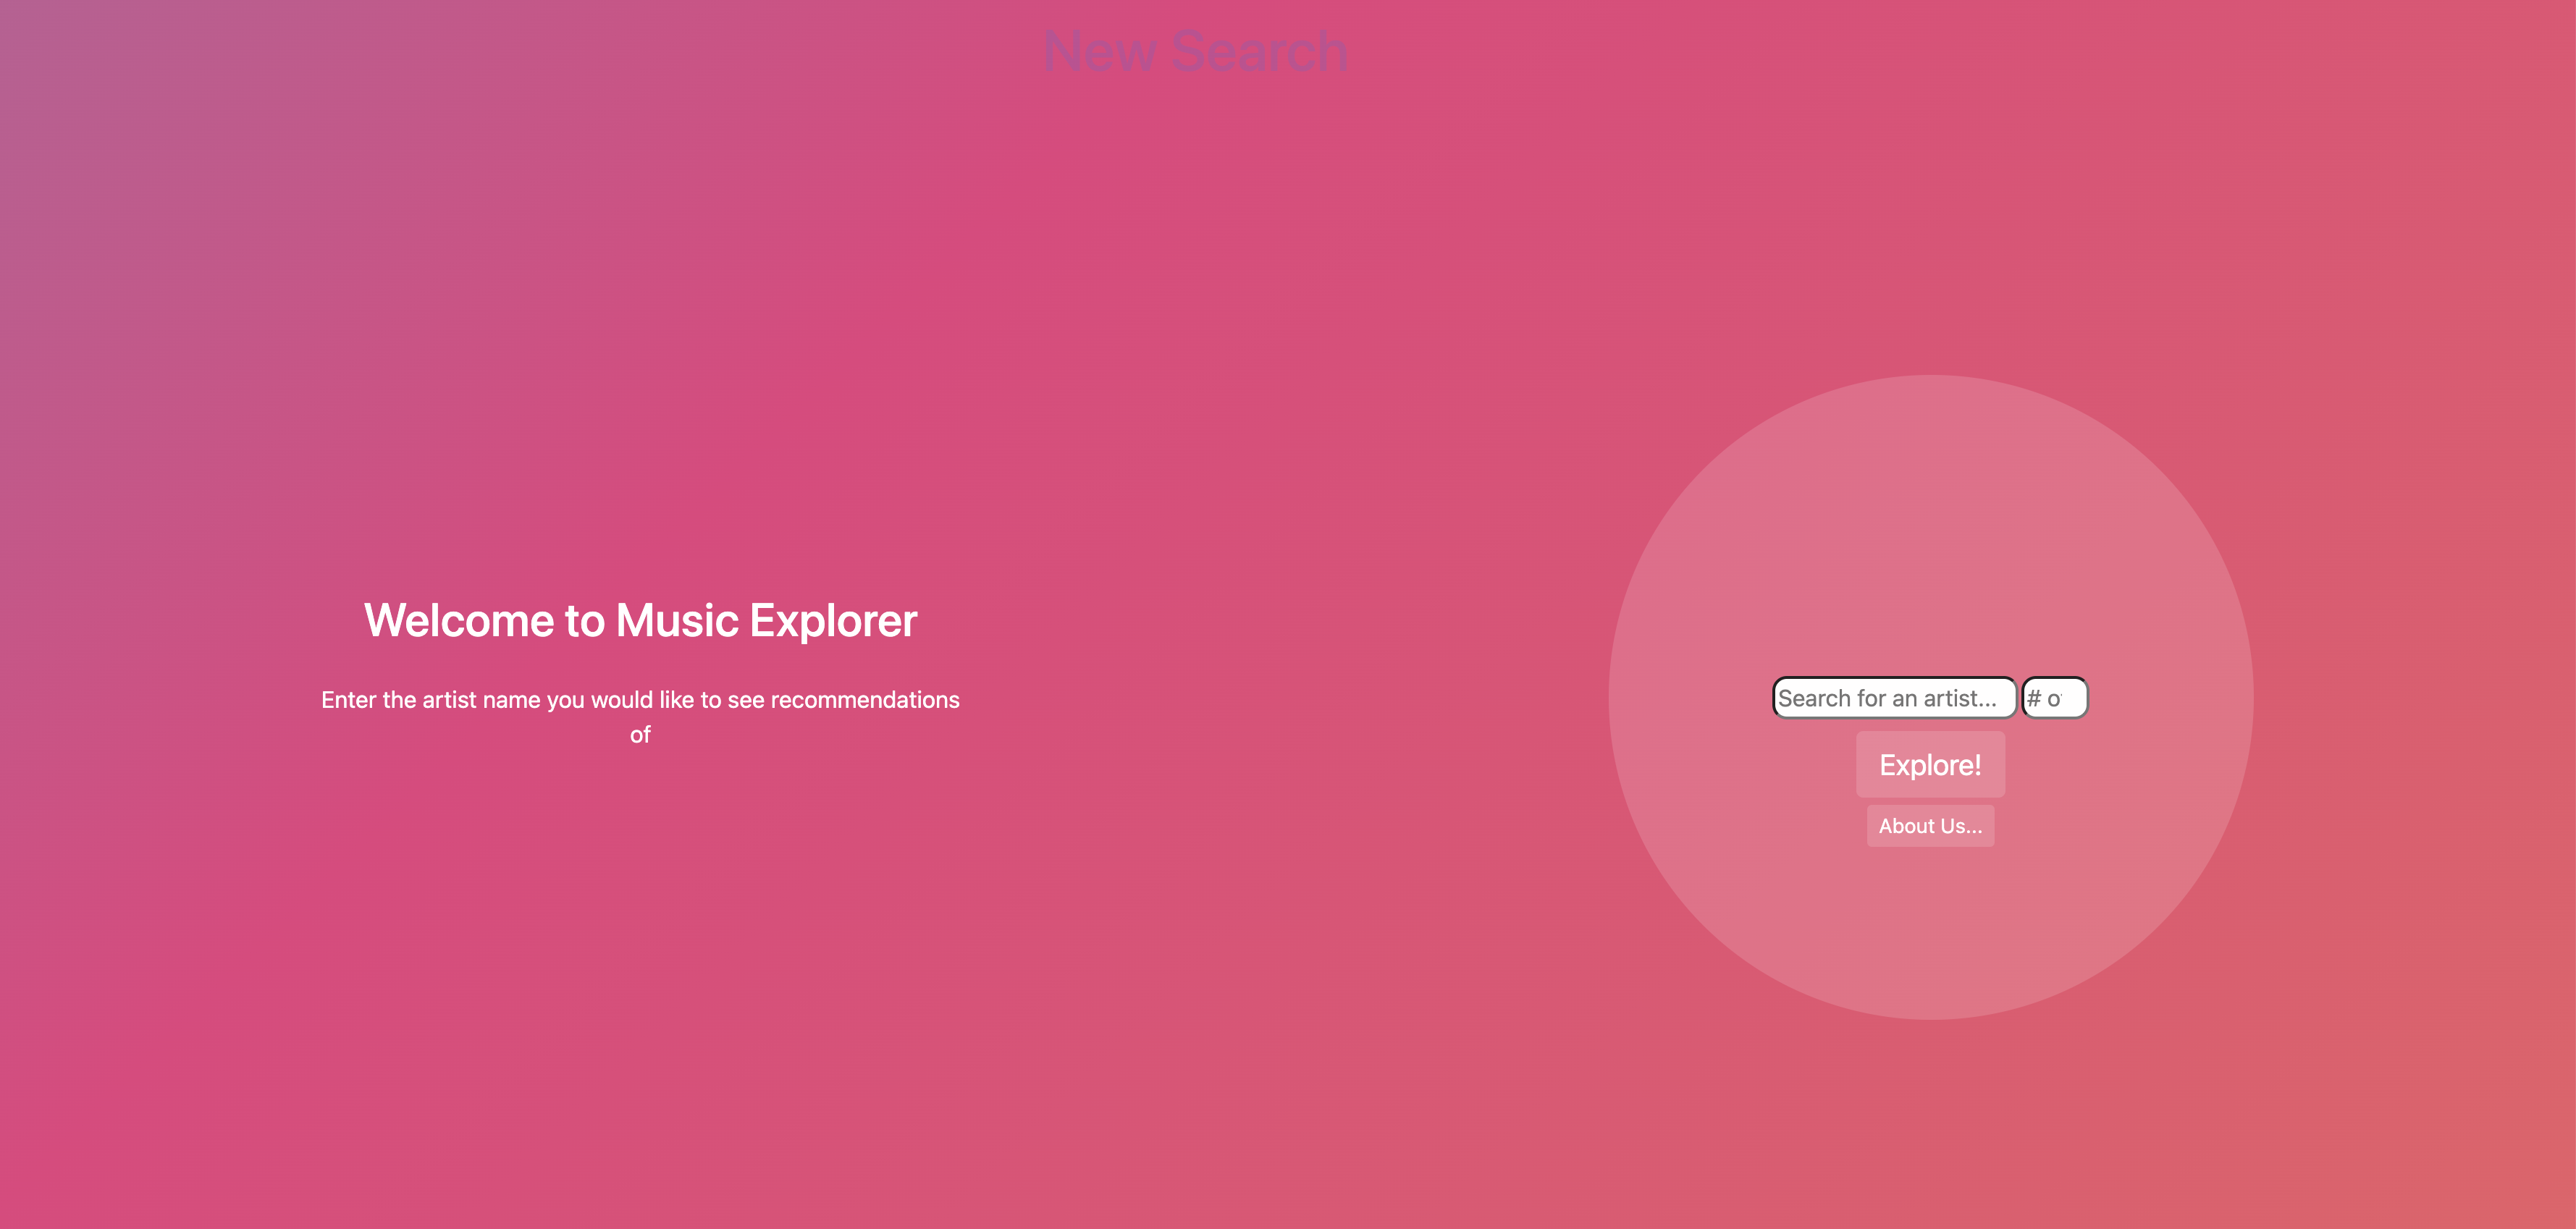 New Search
Welcome to Music Explorer
Enter the artist name you would like to see recommendations
of
Search for an artist... # o
Explore!
About Us...